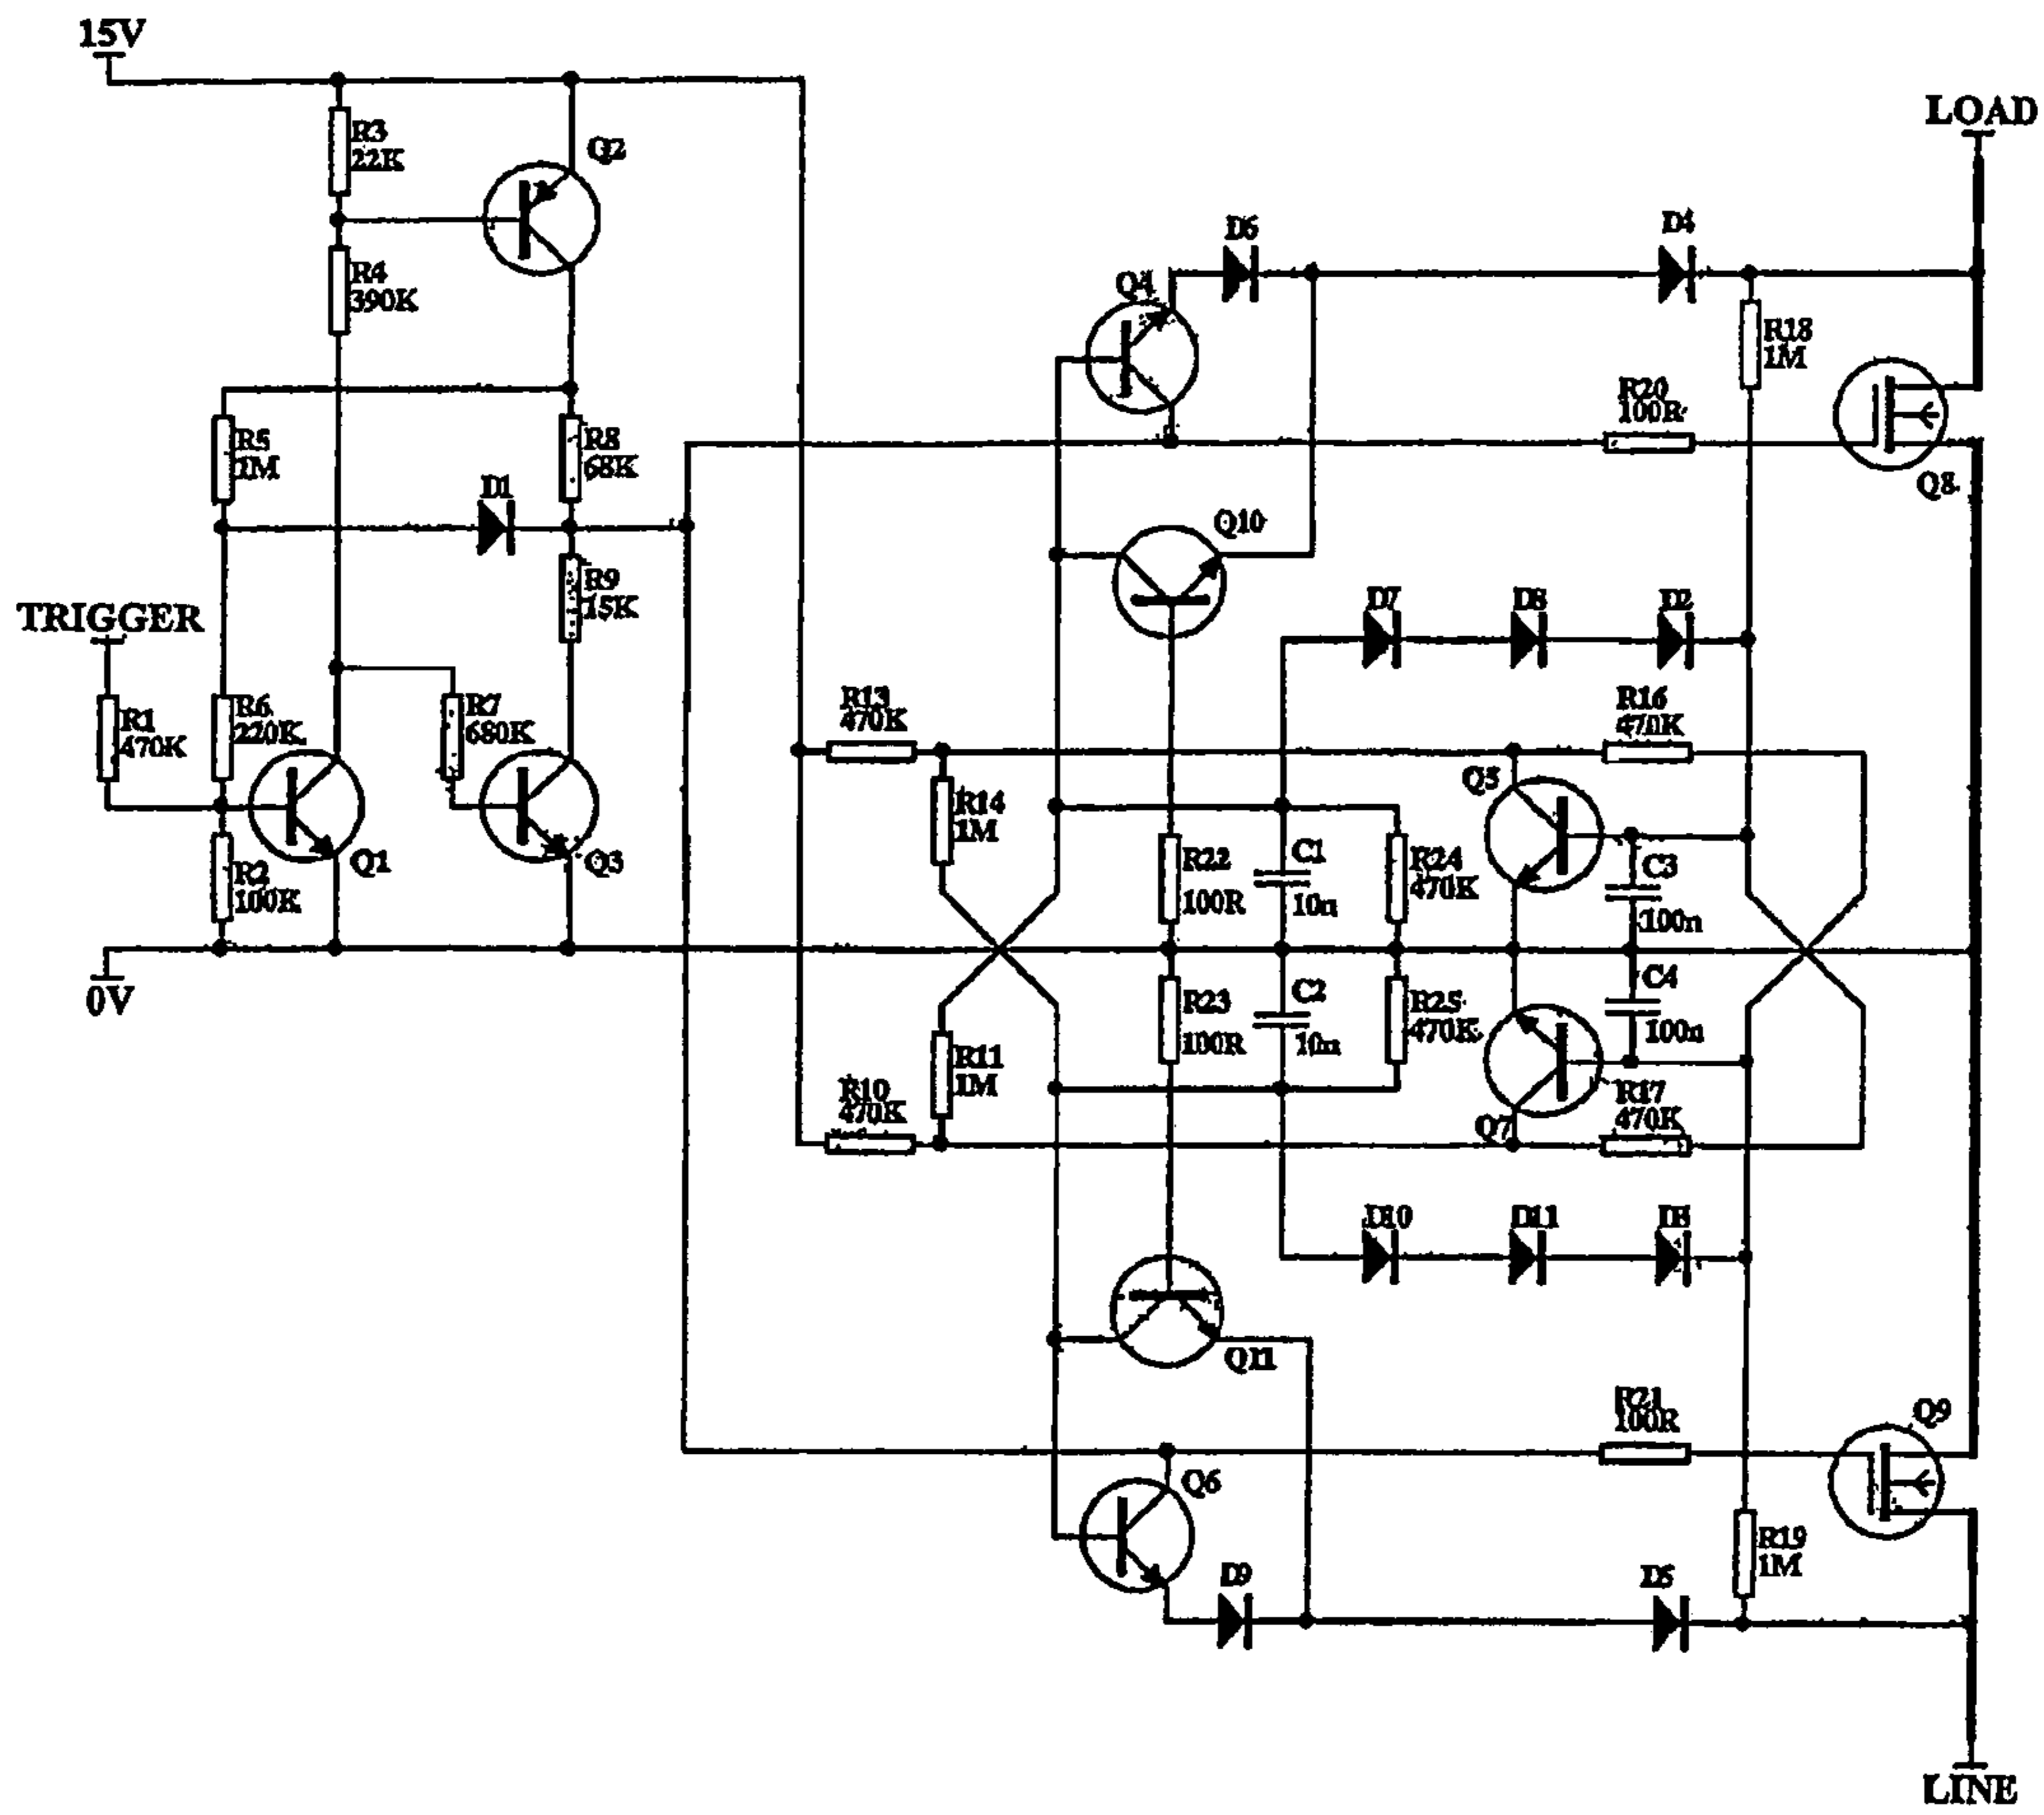 15V
LOAD
R3
22K
Q2
R4
390K
D6
D4
Q4
R18
1M
R20
100R
Q8
R5
1M
R8
68K
D1
Q10
R9
15K
TRIGGER
D7
D8
D2
R1
470K
R6
220K
R7
680K
R13
470K
R16
470K
Q5
R14
1M
Q1
Q3
R2
100K
R22
100R
C1
10n
R24
470K
C3
100n
0V
R23
100R
C2
10n
R25
470K
C4
100n
R11
1M
R10
470K
R17
470K
Q7
D10
D11
Q11
R21
100R
Q9
Q6
R19
1M
D9
D5
LINE